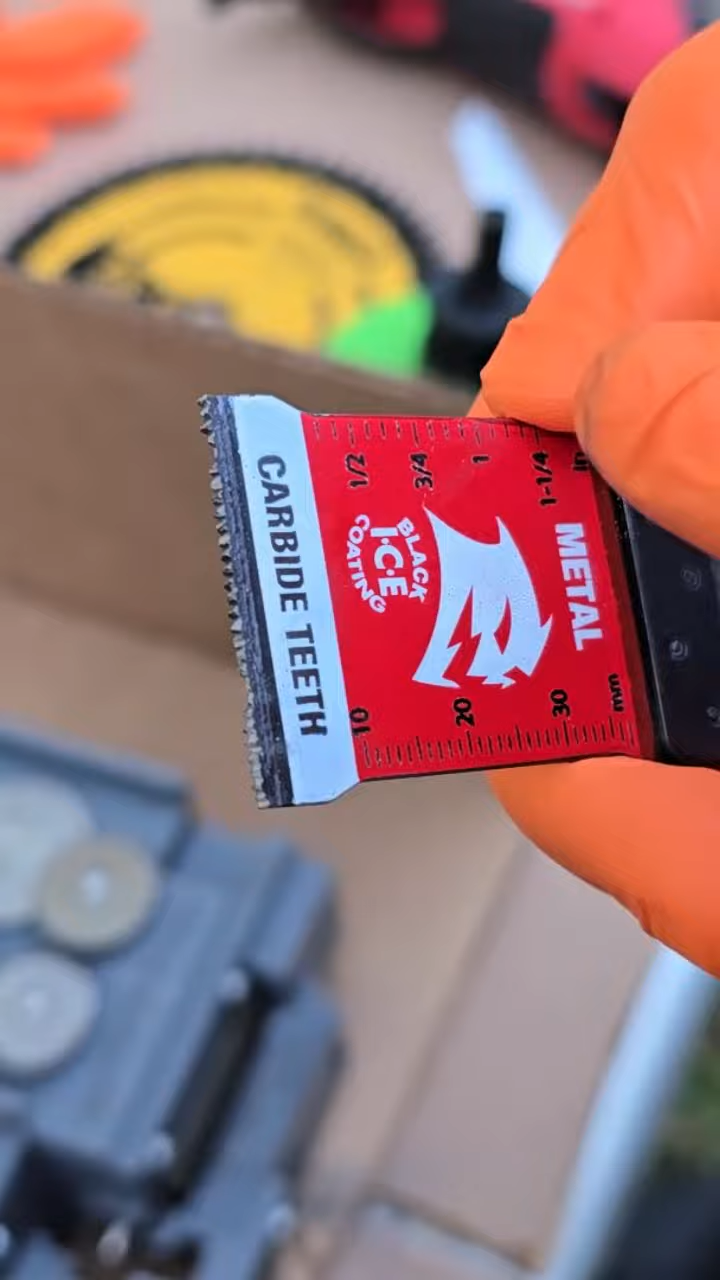 CARBIDE TEETH
1/2
3/4
1
1-1/4
in
BLACK
I·C·E
COATING
METAL
10
20
30
mm